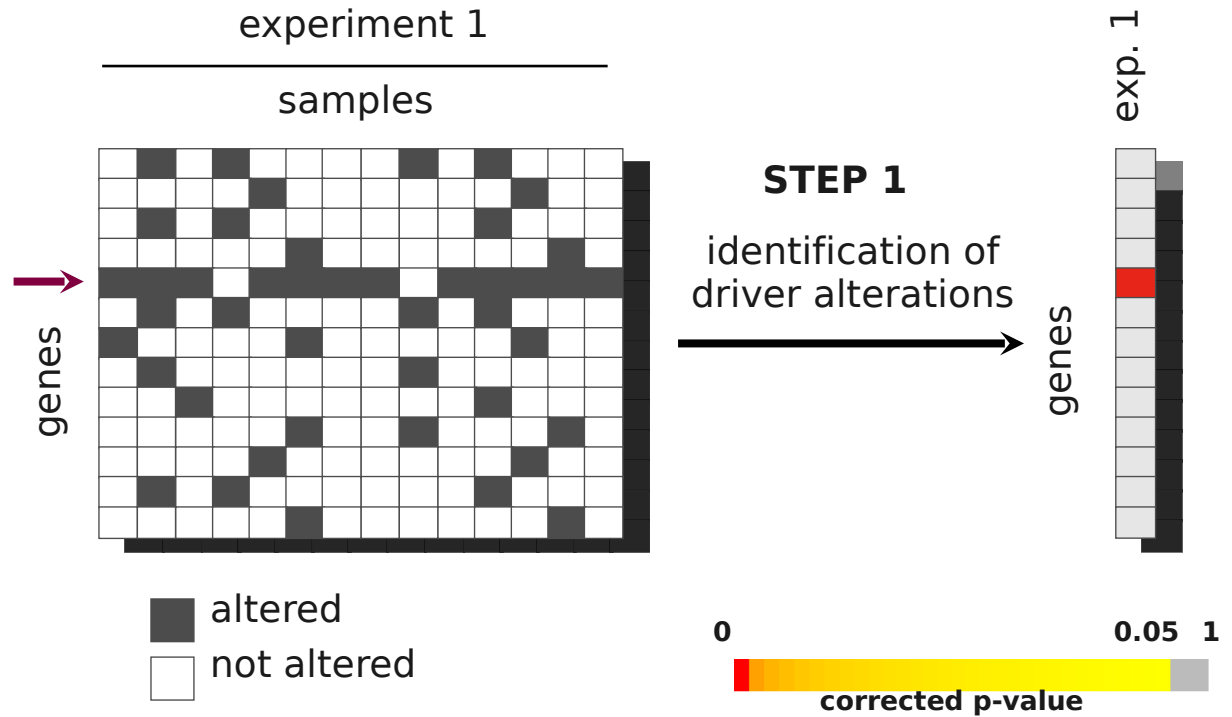 experiment 1
samples
exp. 1
STEP 1
identification of
driver alterations
genes
genes
altered
not altered
0 0.05 1
corrected p-value